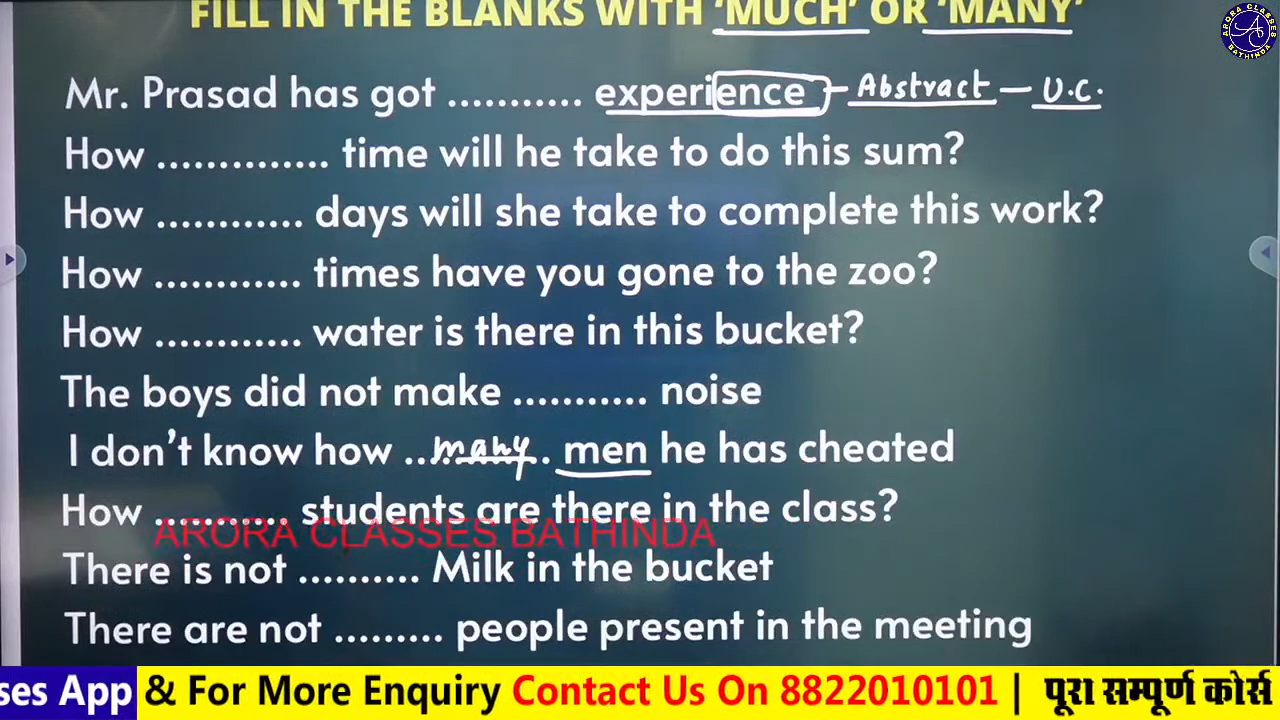 FILL IN THE BLANKS WITH ‘MUCH’ OR ‘MANY’
ARORA CLASSES BATHINDA
Mr. Prasad has got ........... experience - Abstract - U.C.
How .............. time will he take to do this sum?
How ............ days will she take to complete this work?
How ............ times have you gone to the zoo?
How ............ water is there in this bucket?
The boys did not make ........... noise
I don’t know how ..many. men he has cheated
How ........... students are there in the class?
ARORA CLASSES BATHINDA
There is not .......... Milk in the bucket
There are not ......... people present in the meeting
ses App & For More Enquiry Contact Us On 8822010101 | पूरा सम्पूर्ण कोर्स